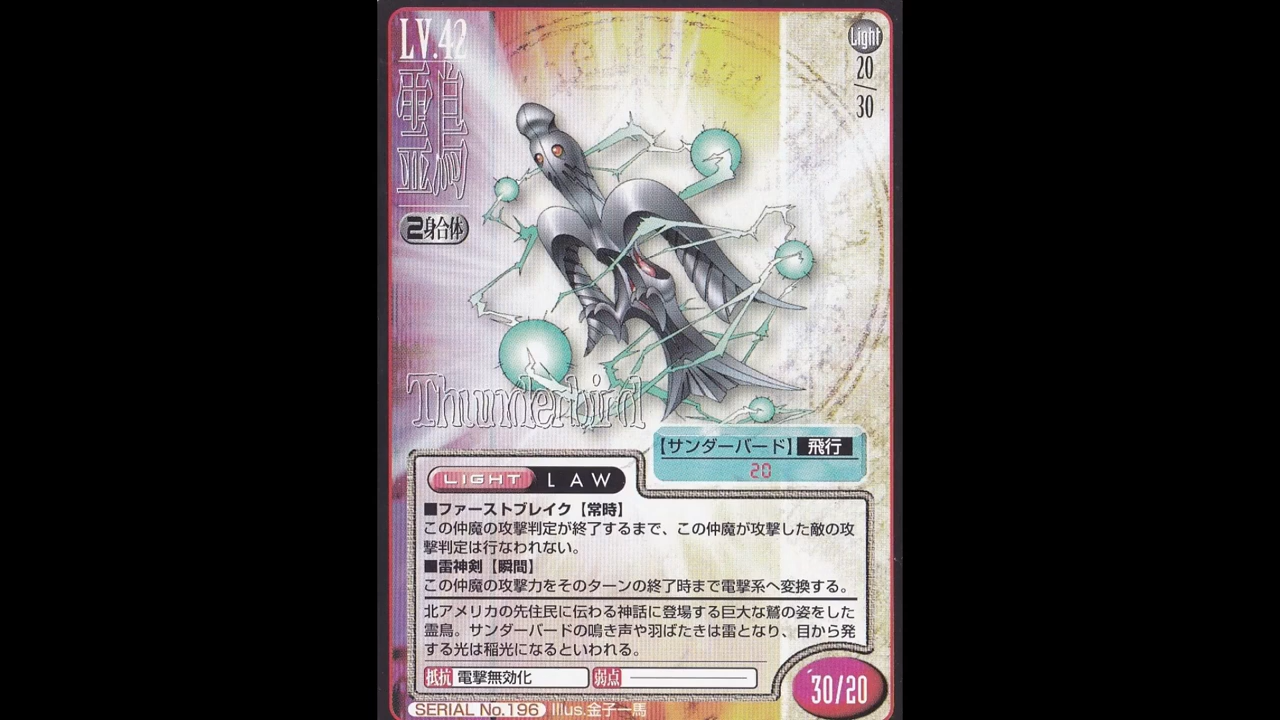 LV.42
霊鳥
2身合体
Light
20/30
Thunderbird
【サンダーバード】飛行
20
LIGHT LAW
■ファーストブレイク【常時】
この仲魔の攻撃判定が終了するまで、この仲魔が攻撃した敵の攻
撃判定は行なわれない。
■雷神剣【瞬間】
この仲魔の攻撃力をそのターンの終了時まで電撃系へ変換する。
北アメリカの先住民に伝わる神話に登場する巨大な鷲の姿をした
霊鳥。サンダーバードの鳴き声や羽ばたきは雷となり、目から発
する光は稲光になるといわれる。
抵抗 電撃無効化 弱点
30/20
SERIAL No.196 Illus.金子一馬